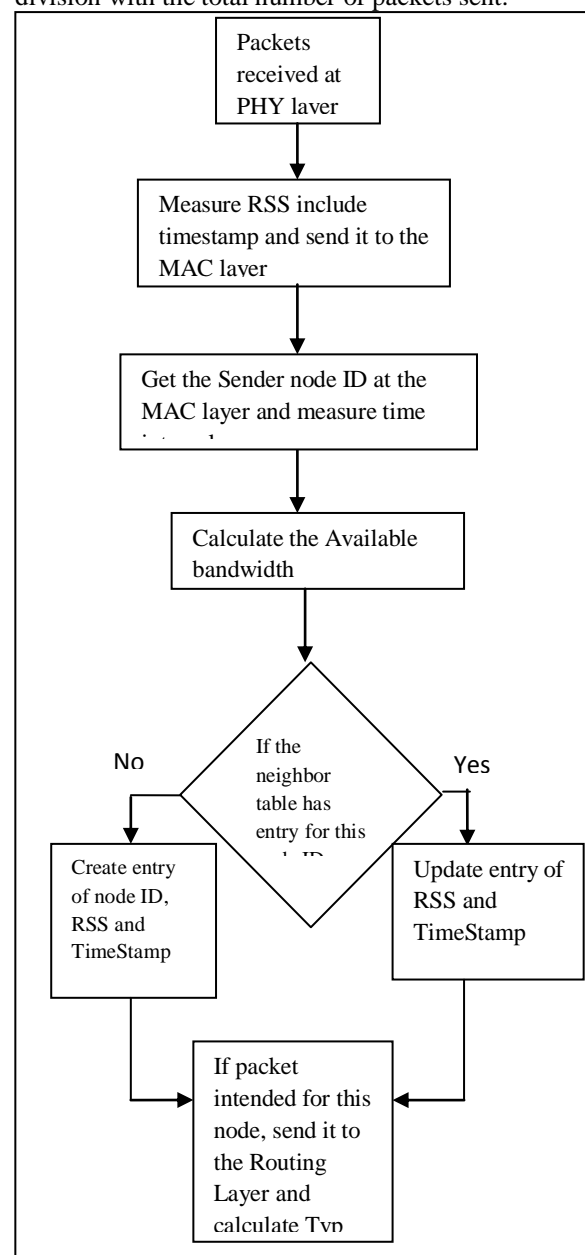 division with the total number of packets sent.
Packets
received at
PHY layer
Measure RSS include
timestamp and send it to the
MAC layer
Get the Sender node ID at the
MAC layer and measure time
Calculate the Available
bandwidth
If the
neighbor
table has
entry for this
No
Yes
Create entry
of node ID,
RSS and
TimeStamp
Update entry of
RSS and
TimeStamp
If packet
intended for this
node, send it to
the Routing
Layer and
calculate Typ